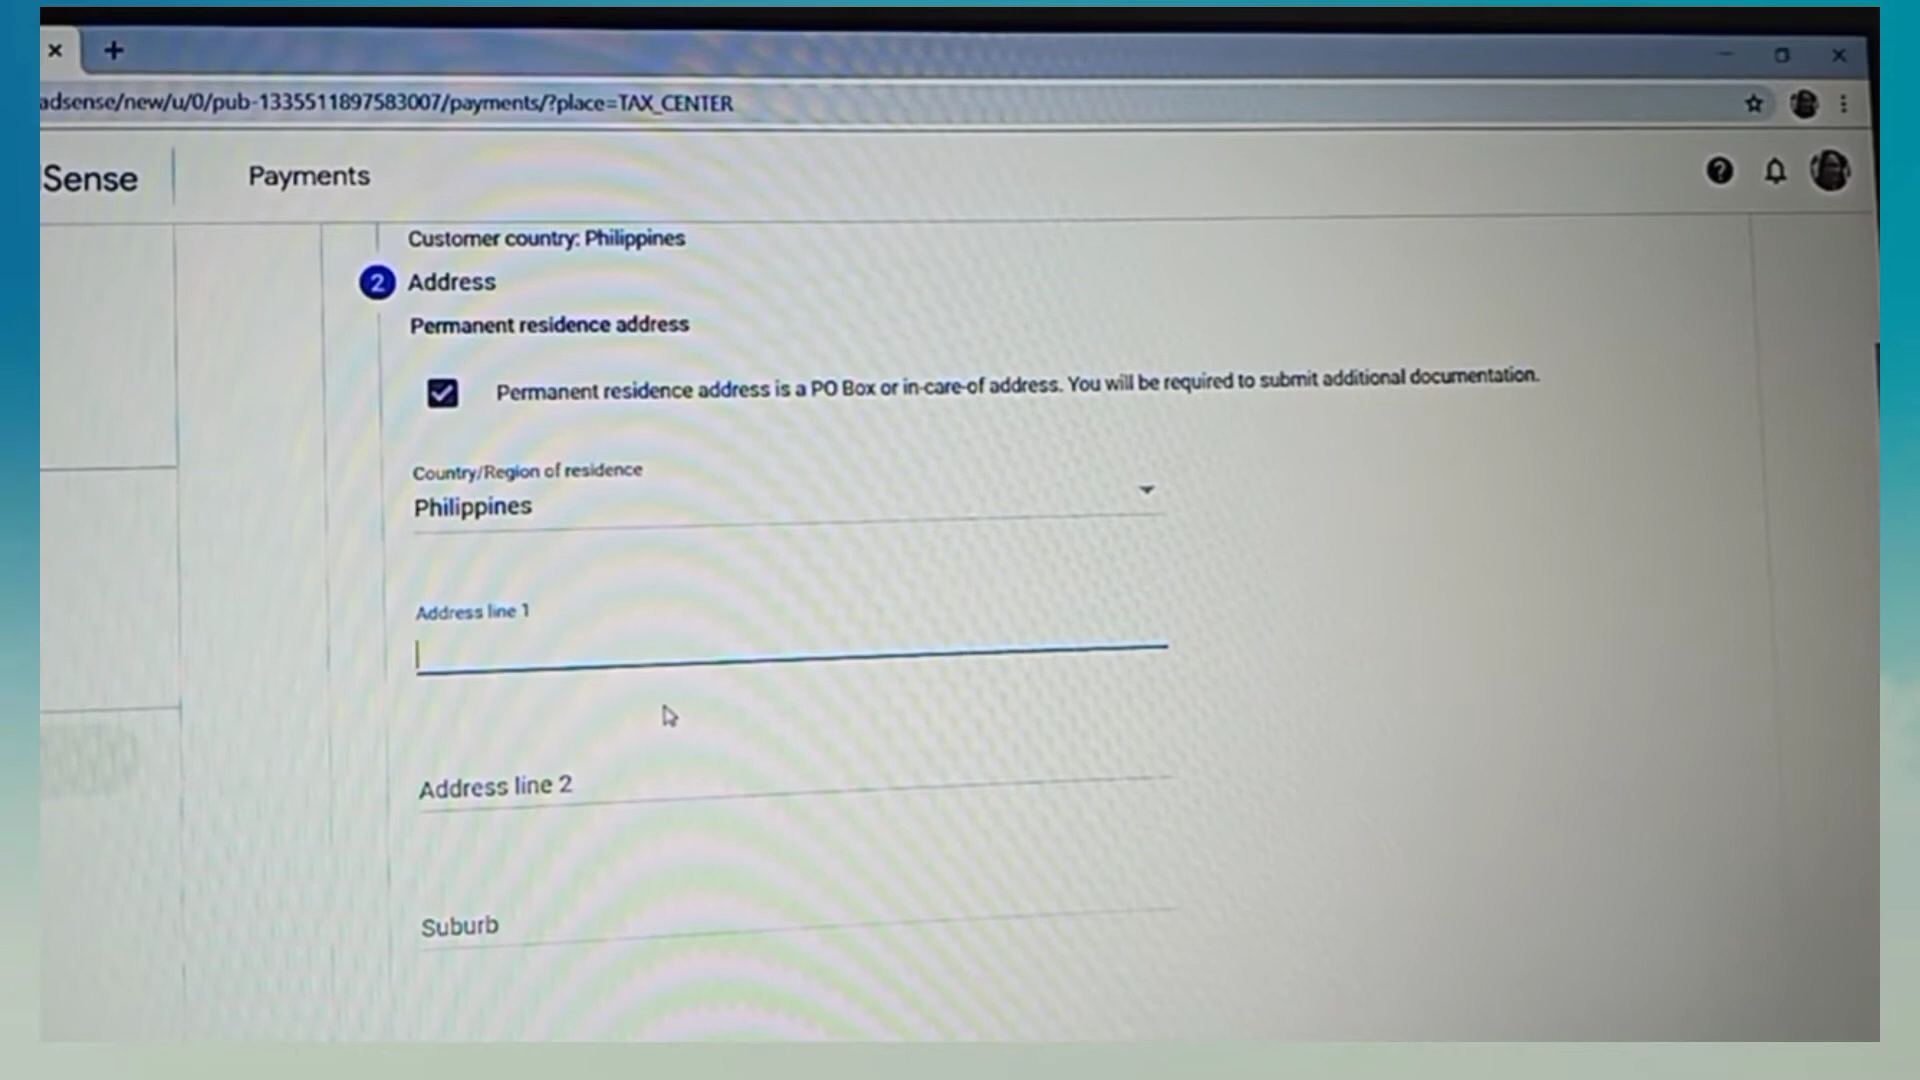 adsense/new/u/0/pub-1335511897583007/payments/?place=TAX_CENTER
Sense
Payments
Customer country: Philippines
2 Address
Permanent residence address
Permanent residence address is a PO Box or in-care-of address. You will be required to submit additional documentation.
Country/Region of residence
Philippines
Address line 1
Address line 2
Suburb